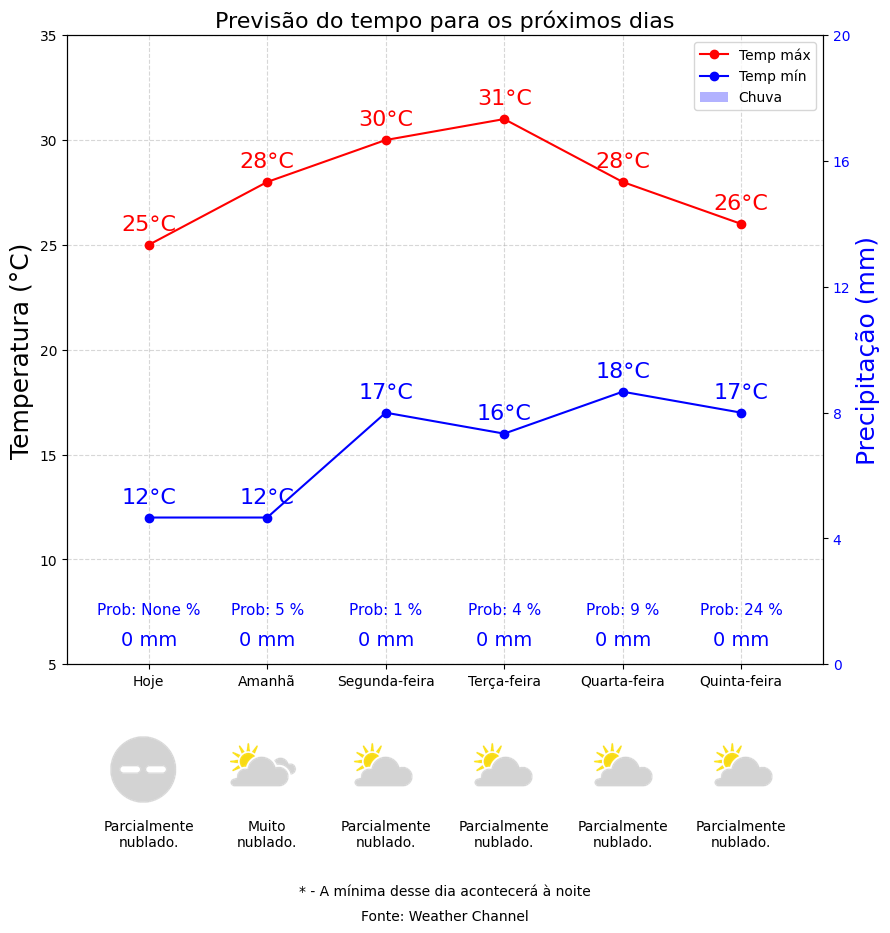 Previsão do tempo para os próximos dias
Temp máx
Temp mín
Chuva
Temperatura (°C)
35
30
25
20
15
10
5
Precipitação (mm)
20
16
12
8
4
0
25°C
28°C
30°C
31°C
28°C
26°C
12°C
12°C
17°C
16°C
18°C
17°C
Prob: None % Prob: 5 % Prob: 1 % Prob: 4 % Prob: 9 % Prob: 24 %
0 mm 0 mm 0 mm 0 mm 0 mm 0 mm
Hoje Amanhã Segunda-feira Terça-feira Quarta-feira Quinta-feira
Parcialmente Muito Parcialmente Parcialmente Parcialmente Parcialmente
nublado. nublado. nublado. nublado. nublado. nublado.
* - A mínima desse dia acontecerá à noite
Fonte: Weather Channel